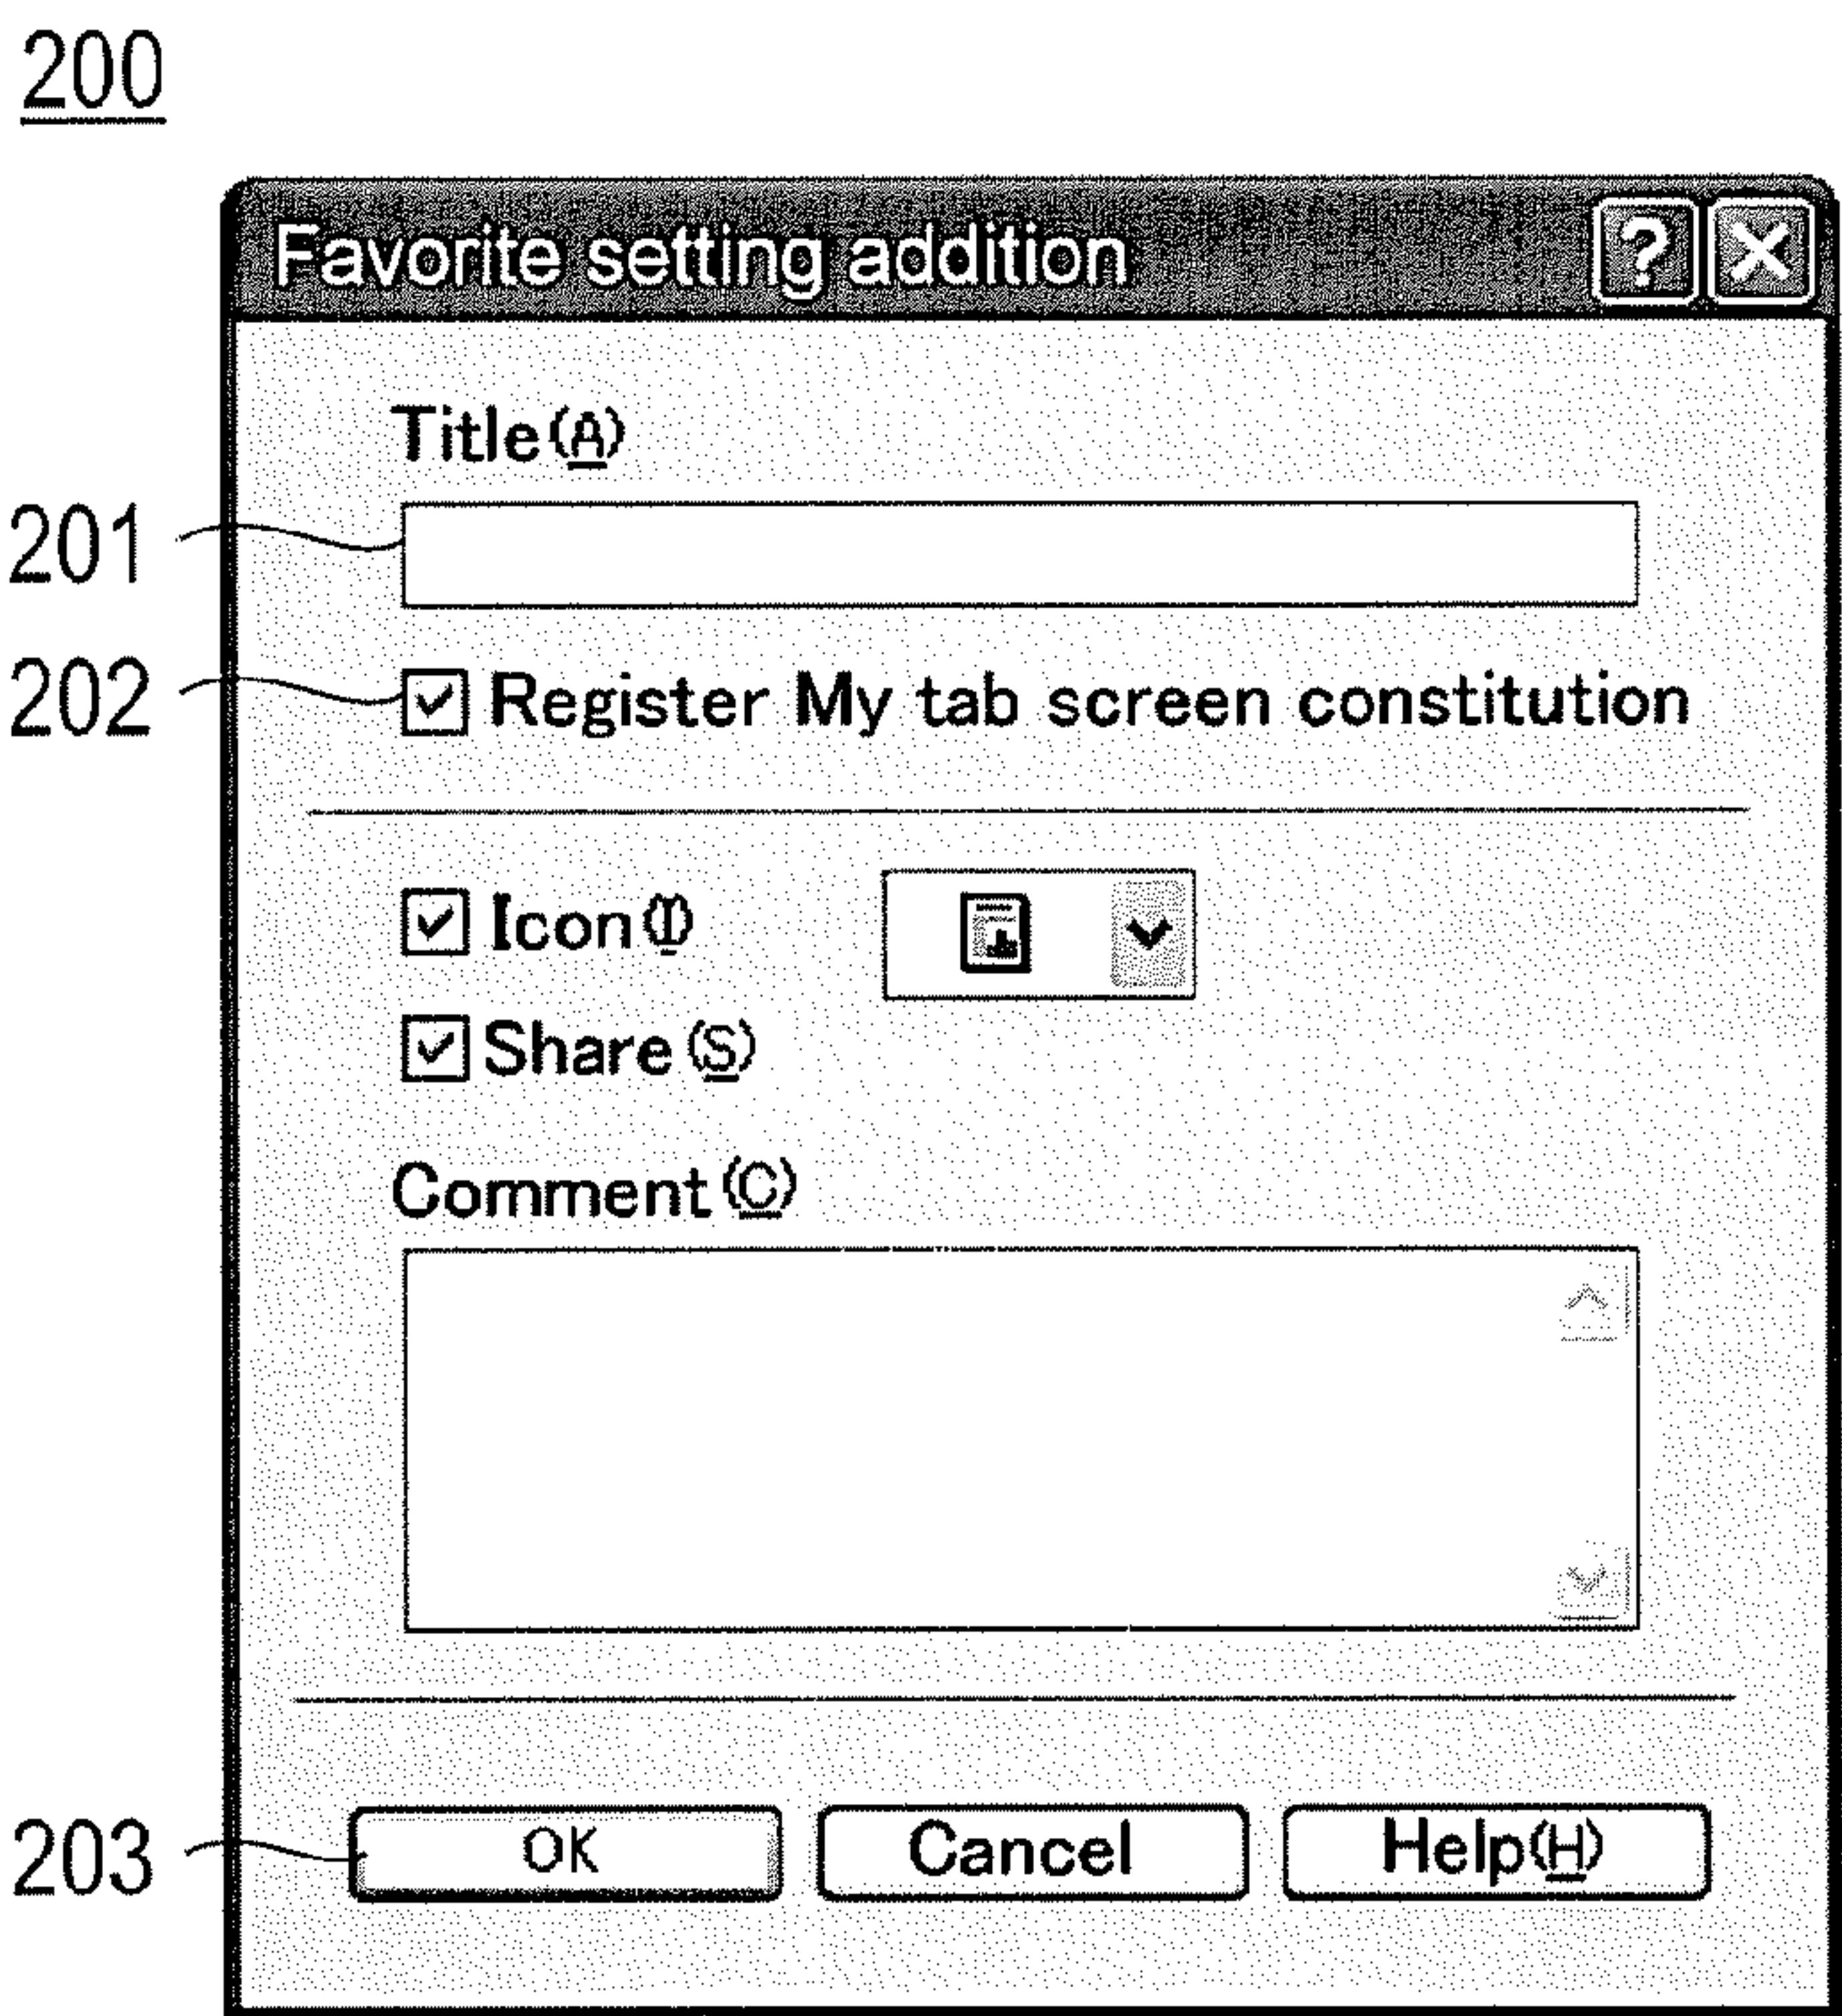 200
Favorite setting addition ? X
Title(A)
201
202 Register My tab screen constitution
Icon(I)
Share(S)
Comment(C)
203 OK Cancel Help(H)